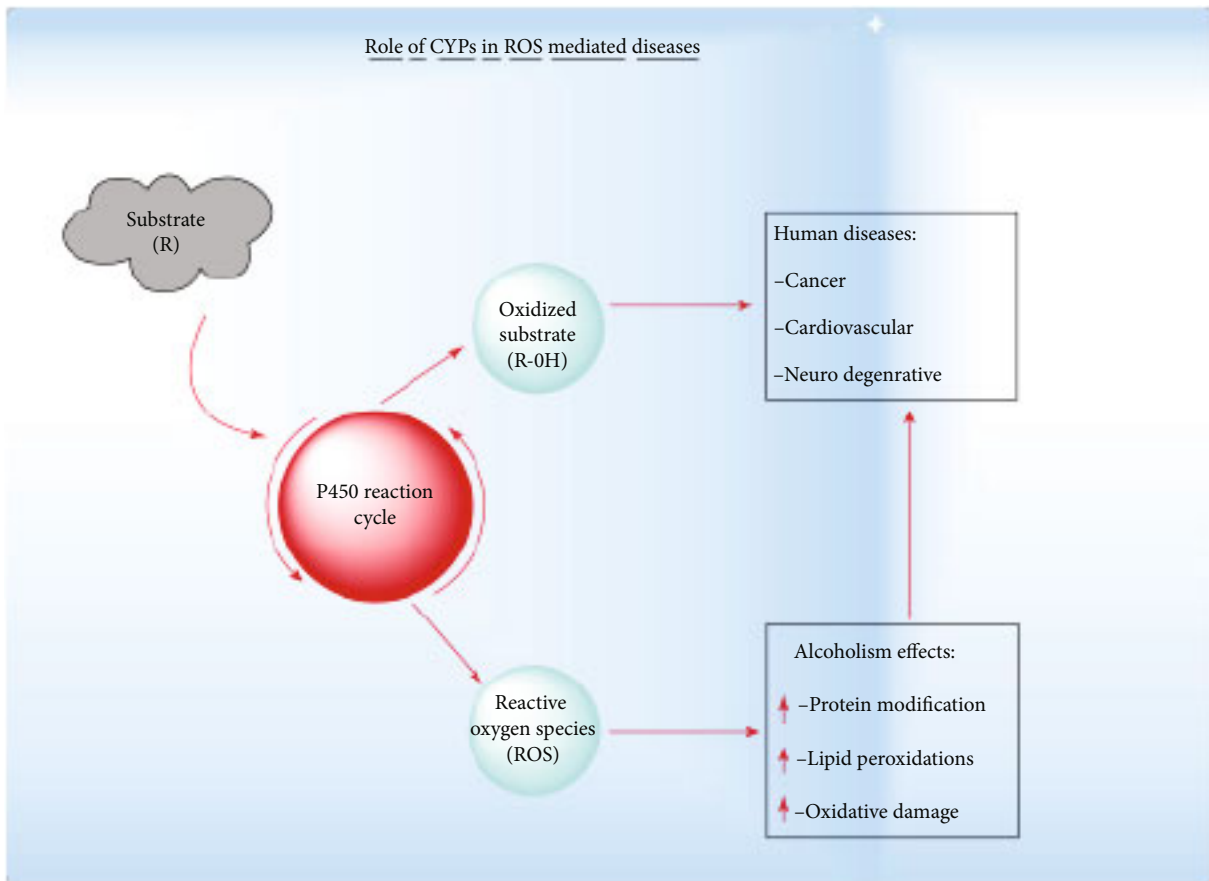 Role of CYPs in ROS mediated diseases
Substrate
(R)
Oxidized
substrate
(R-0H)
P450 reaction
cycle
Reactive
oxygen species
(ROS)
Human diseases:
–Cancer
–Cardiovascular
–Neuro degenrative
Alcoholism effects:
–Protein modification
–Lipid peroxidations
–Oxidative damage